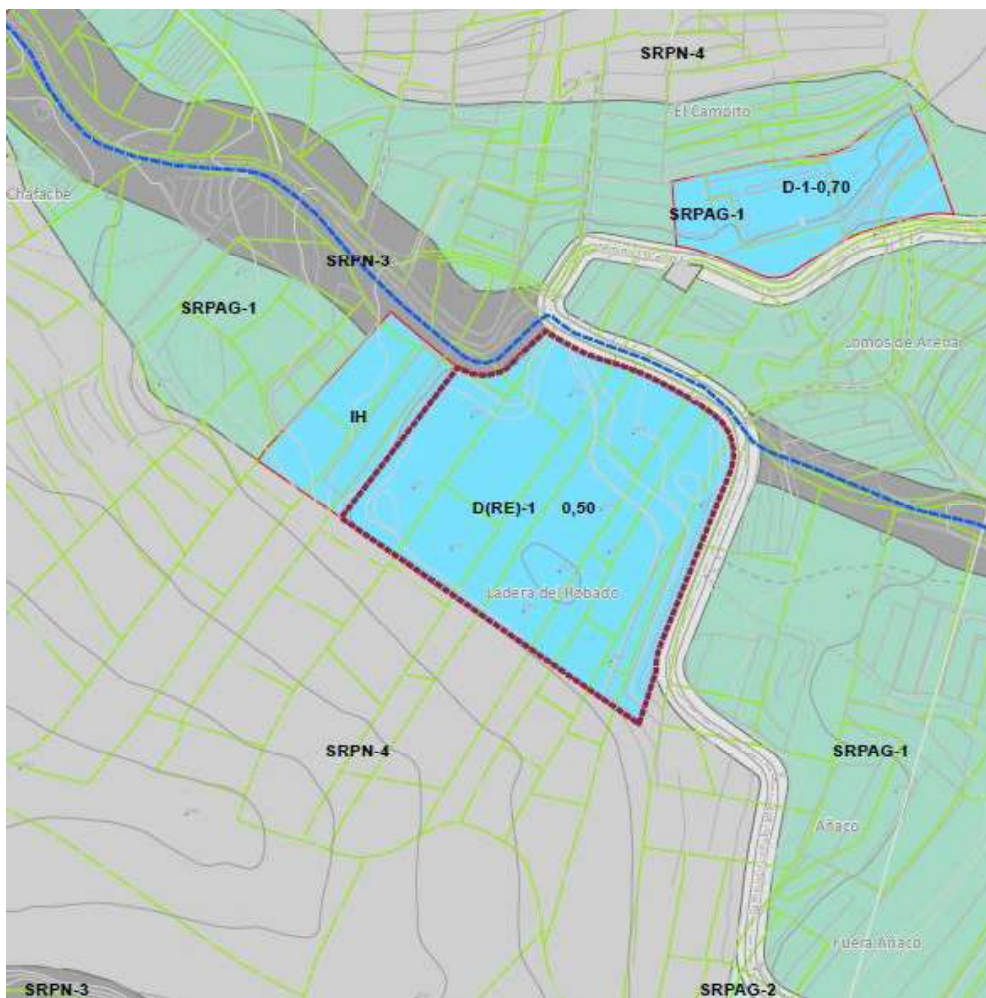 SRPN-4
El Campito
D-1-0,70
Chafache
SRPAG-1
SRPN-3
SRPAG-1
Lomos de Arena
IH
D(RE)-1 0,50
Ladera del Robado
SRPN-4
SRPAG-1
Añaco
Fuera Añaco
SRPN-3
SRPAG-2